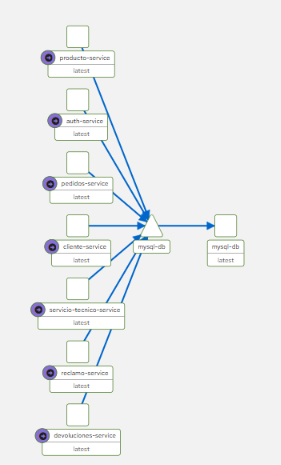 producto-service
latest
auth-service
latest
pedidos-service
latest
cliente-service
latest
mysql-db
mysql-db
latest
servicio-tecnico-service
latest
reclamo-service
latest
devoluciones-service
latest